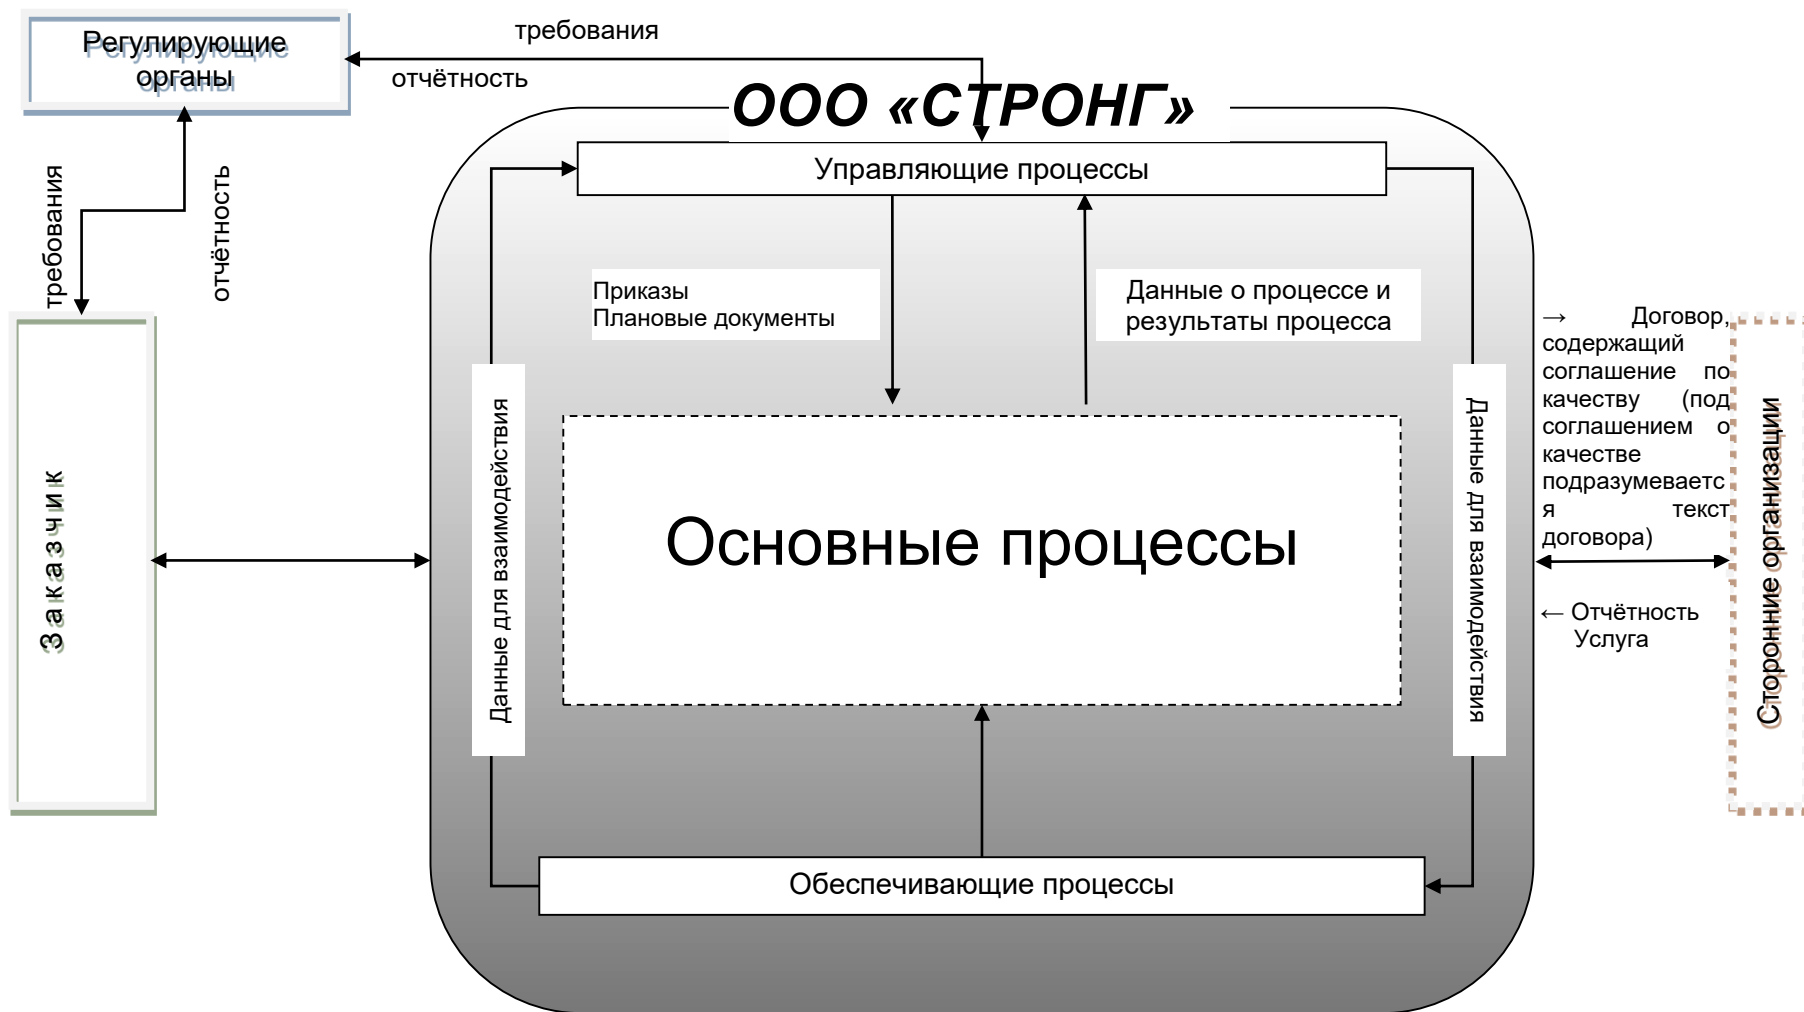 Регулирующие
органы
требования
отчётность
ООО «СТРОНГ»
Управляющие процессы
требования
отчётность
Приказы
Плановые документы
Данные о процессе и
результаты процесса
Заказчик
Данные для взаимодействия
Основные процессы
Данные для взаимодействия
→ Договор,
содержащий
соглашение по
качеству (под
соглашением о
качестве
подразумеваетс
я текст
договора)
← Отчётность
Услуга
Сторонние организации
Обеспечивающие процессы